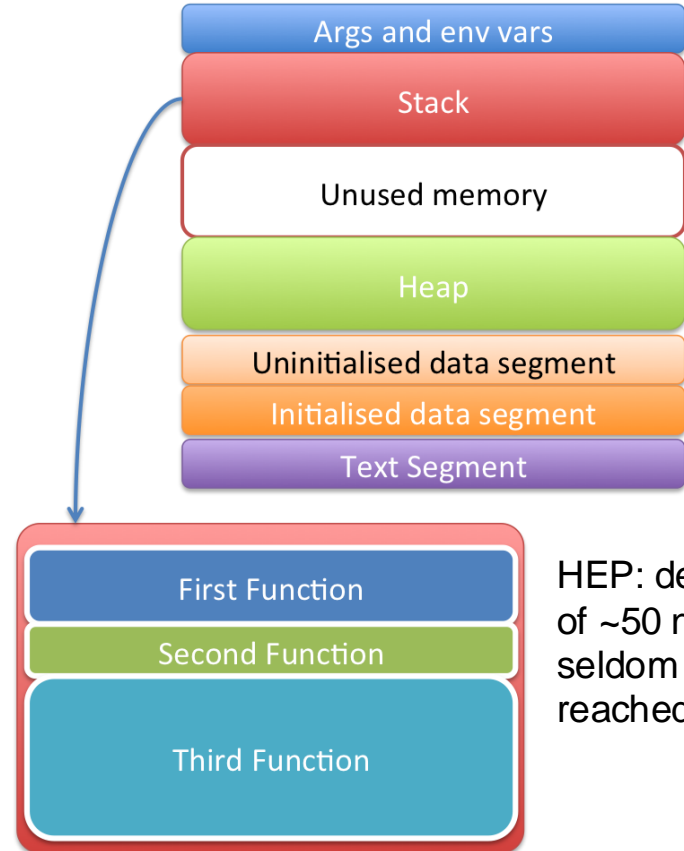 Args and env vars
Stack
Unused memory
Heap
Uninitialised data segment
Initialised data segment
Text Segment
First Function
Second Function
Third Function
HEP:
of ~50
seldom
reached